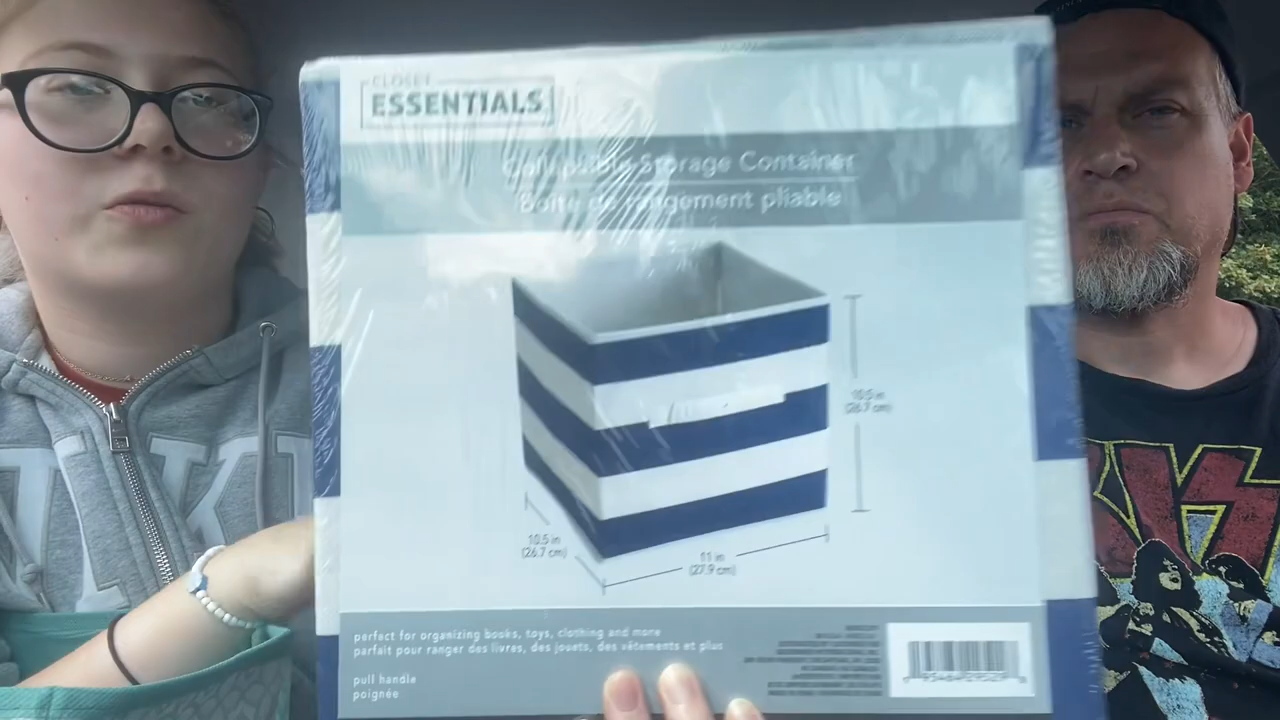 CLOSET
ESSENTIALS
Collapsible Storage Container
Boîte de rangement pliable
10.5 in
(26.7 cm)
10.5 in
(26.7 cm)
11 in
(27.9 cm)
perfect for organizing books, toys, clothing and more
parfait pour ranger des livres, des jouets, des vêtements et plus
pull handle
poignée